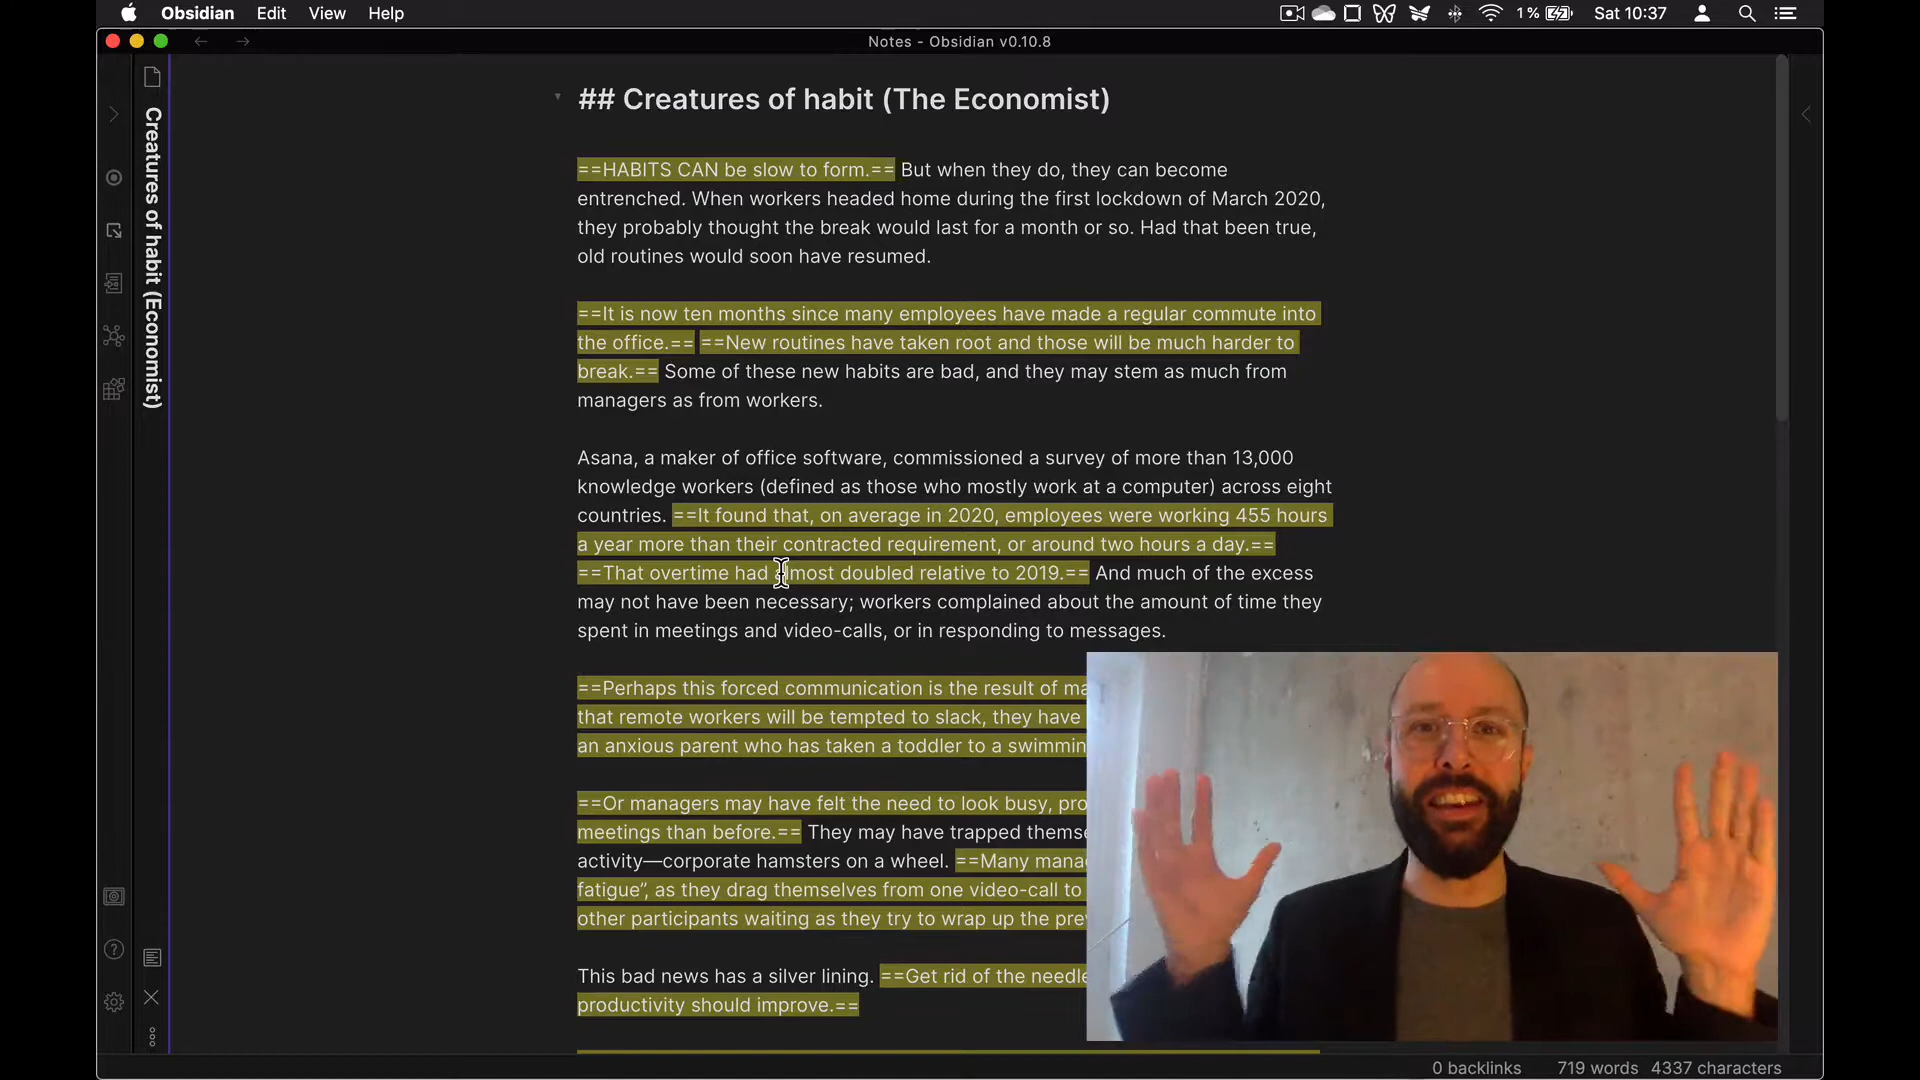 Obsidian Edit View Help 1% Sat 10:37
Notes - Obsidian v0.10.8
Creatures of habit (Economist)
## Creatures of habit (The Economist)
==HABITS CAN be slow to form.== But when they do, they can become
entrenched. When workers headed home during the first lockdown of March 2020,
they probably thought the break would last for a month or so. Had that been true,
old routines would soon have resumed.
==It is now ten months since many employees have made a regular commute into
the office.== ==New routines have taken root and those will be much harder to
break.== Some of these new habits are bad, and they may stem as much from
managers as from workers.
Asana, a maker of office software, commissioned a survey of more than 13,000
knowledge workers (defined as those who mostly work at a computer) across eight
countries. ==It found that, on average in 2020, employees were working 455 hours
a year more than their contracted requirement, or around two hours a day.==
==That overtime had almost doubled relative to 2019.== And much of the excess
may not have been necessary; workers complained about the amount of time they
spent in meetings and video-calls, or in responding to messages.
==Perhaps this forced communication is the result of ma
that remote workers will be tempted to slack, they have
an anxious parent who has taken a toddler to a swimmin
==Or managers may have felt the need to look busy, pro
meetings than before.== They may have trapped themse
activity—corporate hamsters on a wheel. ==Many mana
fatigue”, as they drag themselves from one video-call to
other participants waiting as they try to wrap up the pre
This bad news has a silver lining. ==Get rid of the needle
productivity should improve.==
0 backlinks 719 words 4337 characters